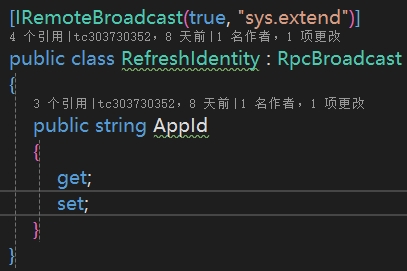 [IRemoteBroadcast(true, "sys.extend")]
4 个引用|tc303730352，8 天前|1 名作者，1 项更改
public class RefreshIdentity : RpcBroadcast
{
3 个引用|tc303730352，8 天前|1 名作者，1 项更改
public string AppId
{
get;
set;
}
}